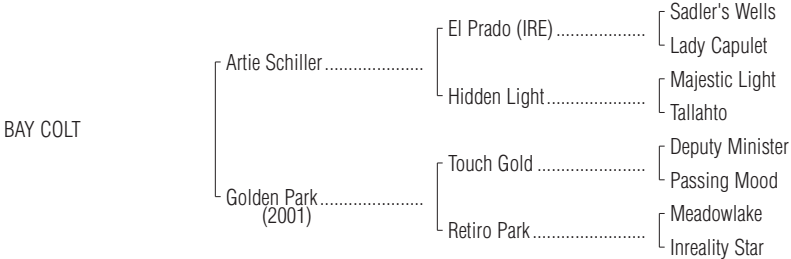 Sadler's Wells
El Prado (IRE) ....................
Lady Capulet
Artie Schiller ......................
Majestic Light
Hidden Light ......................
Tallahto
BAY COLT
Deputy Minister
Touch Gold ........................
Passing Mood
Golden Park .......................
(2001)
Meadowlake
Retiro Park .........................
Inreality Star